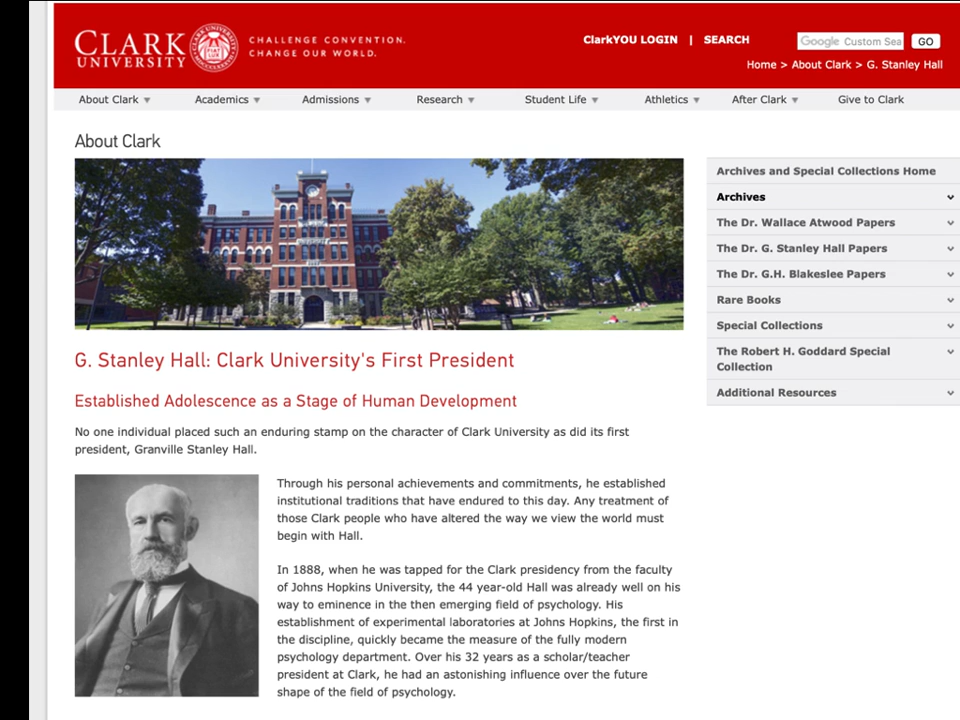 CLARK
UNIVERSITY
CHALLENGE CONVENTION.
CHANGE OUR WORLD.
ClarkYOU LOGIN | SEARCH
Google Custom Sea GO
Home > About Clark > G. Stanley Hall
About Clark Academics Admissions Research Student Life Athletics After Clark Give to Clark
About Clark
G. Stanley Hall: Clark University's First President
Established Adolescence as a Stage of Human Development
No one individual placed such an enduring stamp on the character of Clark University as did its first
president, Granville Stanley Hall.
Through his personal achievements and commitments, he established
institutional traditions that have endured to this day. Any treatment of
those Clark people who have altered the way we view the world must
begin with Hall.
In 1888, when he was tapped for the Clark presidency from the faculty
of Johns Hopkins University, the 44 year-old Hall was already well on his
way to eminence in the then emerging field of psychology. His
establishment of experimental laboratories at Johns Hopkins, the first in
the discipline, quickly became the measure of the fully modern
psychology department. Over his 32 years as a scholar/teacher
president at Clark, he had an astonishing influence over the future
shape of the field of psychology.
Archives and Special Collections Home
Archives
The Dr. Wallace Atwood Papers
The Dr. G. Stanley Hall Papers
The Dr. G.H. Blakeslee Papers
Rare Books
Special Collections
The Robert H. Goddard Special
Collection
Additional Resources